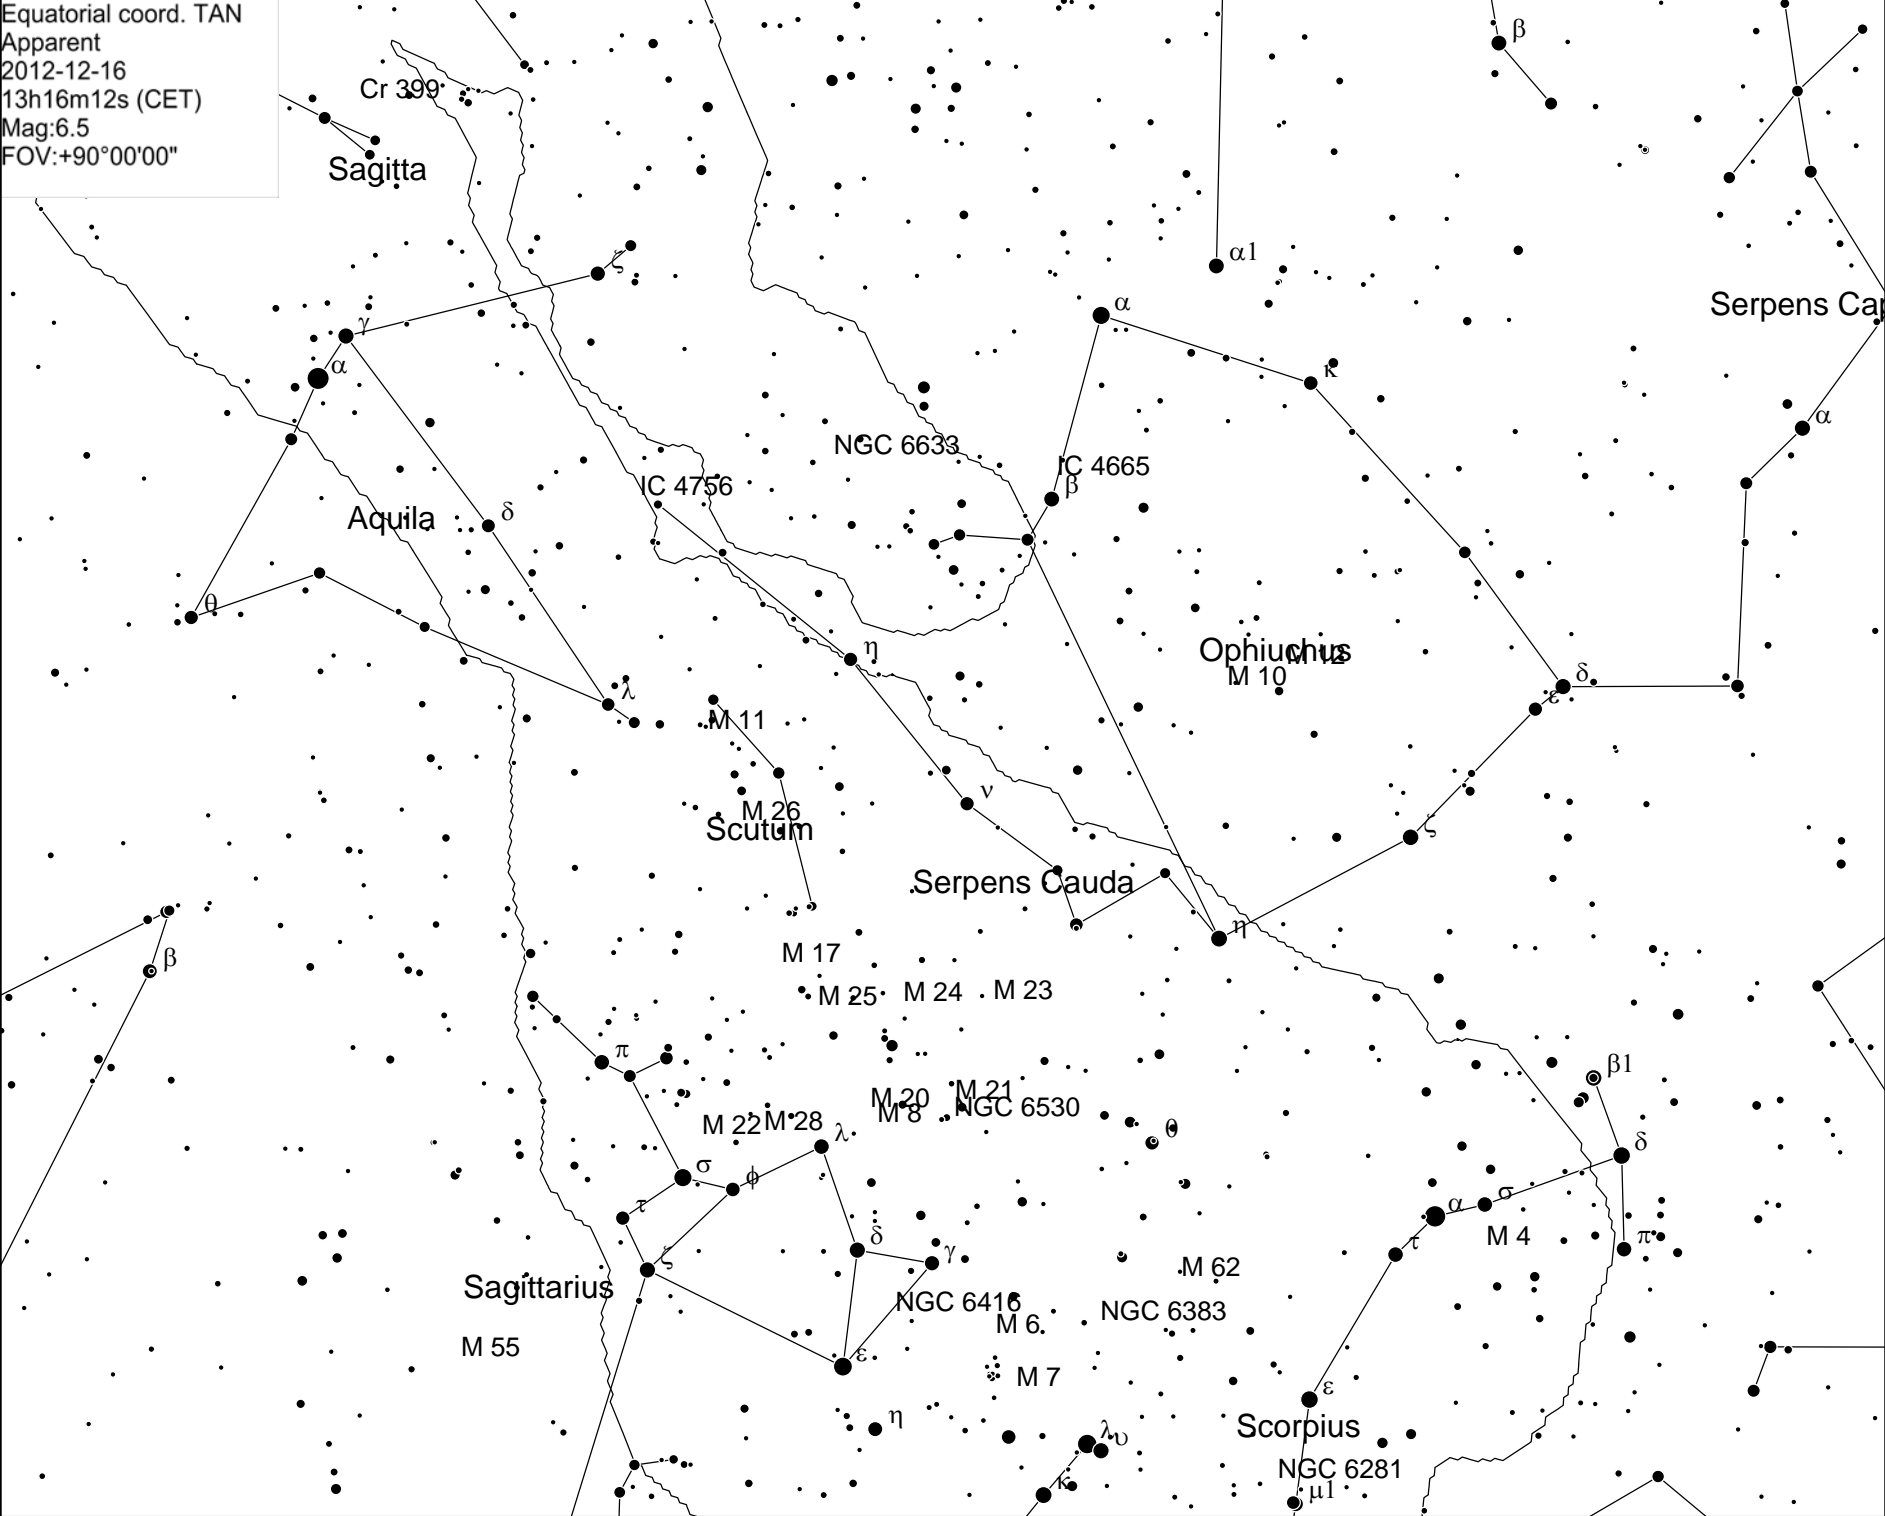 Equatorial coord. TAN
Apparent
2012-12-16
13h16m12s (CET)
Mag:6.5
FOV:+90°00'00"
β
Cr 399
Sagitta
ζ
α1
α
Serpens Cap
γ
α
κ
α
NGC 6633
IC 4665
β
IC 4756
Aquila
δ
θ
η
Ophiuchus
M 12
M 10
δ
ε
λ
M 11
ν
M 26
Scutum
ζ
Serpens Cauda
η
β
M 17
M 25
M 24
M 23
π
β1
M 20
M 21
M 8
NGC 6530
M 22
M 28
λ
θ
δ
σ
φ
τ
α
σ
M 4
π
δ
γ
τ
ζ
M 62
Sagittarius
NGC 6416
M 6
NGC 6383
M 55
ε
M 7
ε
η
λ
υ
Scorpius
κ
NGC 6281
μ1